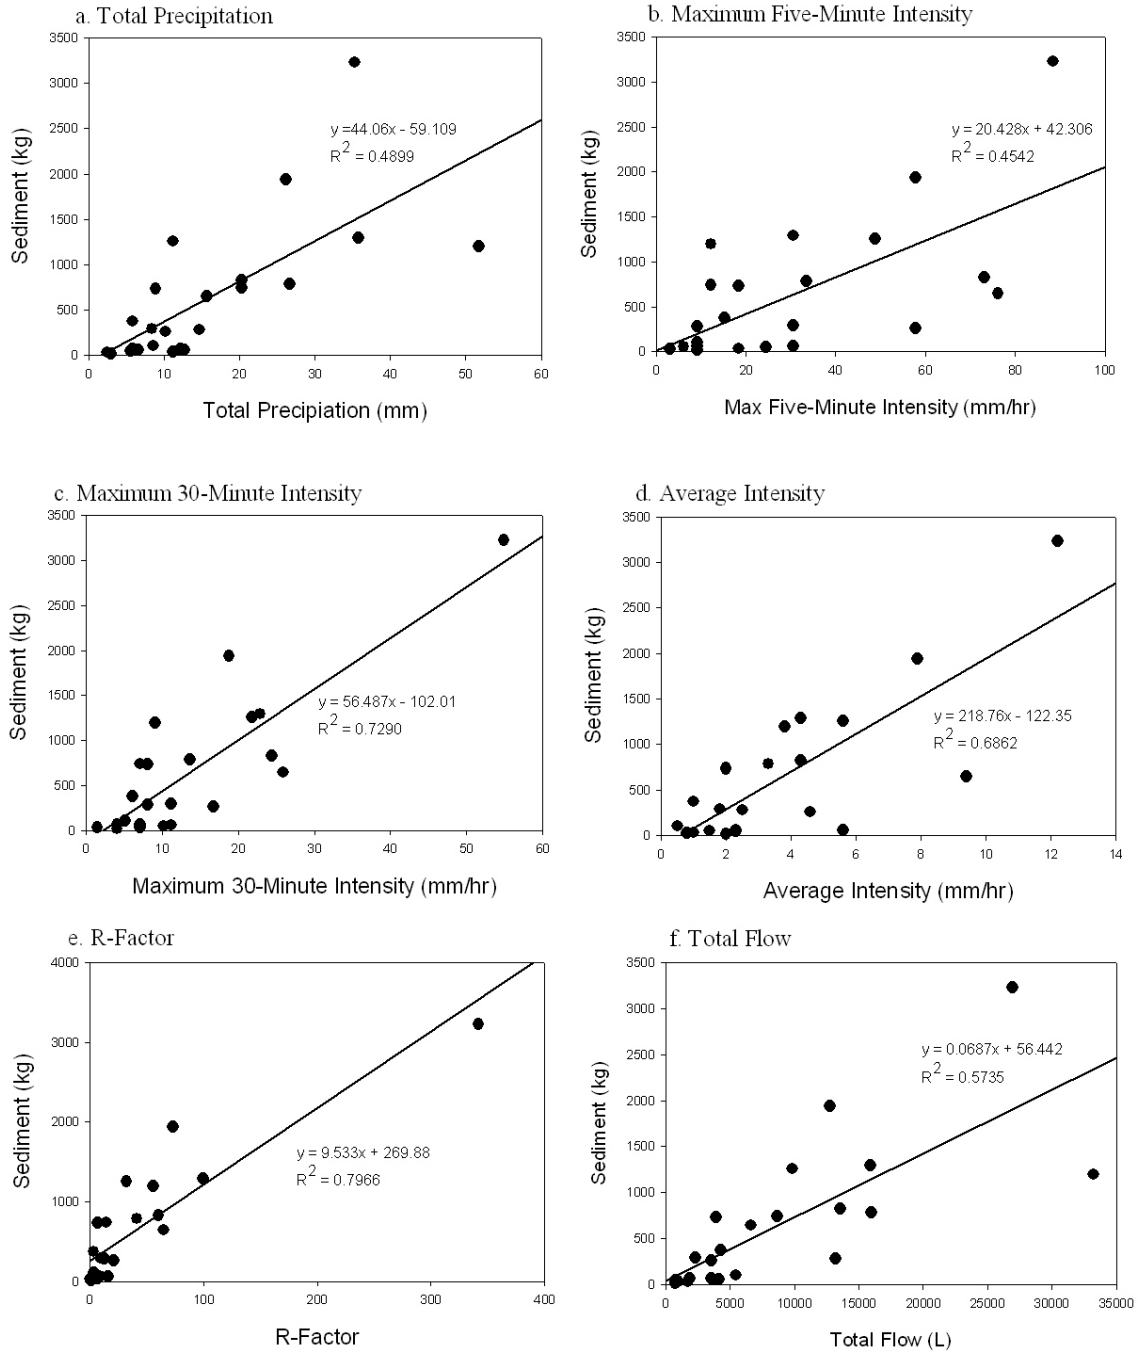 a. Total Precipitation
3500
3000
2500
2000
1500
1000
500
0
Sediment (kg)
y =44.06x - 59.109
R2 = 0.4899
0 10 20 30 40 50 60
Total Precipiation (mm)
b. Maximum Five-Minute Intensity
3500
3000
2500
2000
1500
1000
500
0
Sediment (kg)
y = 20.428x + 42.306
R2 = 0.4542
0 20 40 60 80 100
Max Five-Minute Intensity (mm/hr)
c. Maximum 30-Minute Intensity
3500
3000
2500
2000
1500
1000
500
0
Sediment (kg)
y = 56.487x - 102.01
R2 = 0.7290
0 10 20 30 40 50 60
Maximum 30-Minute Intensity (mm/hr)
d. Average Intensity
3500
3000
2500
2000
1500
1000
500
0
Sediment (kg)
y = 218.76x - 122.35
R2 = 0.6862
0 2 4 6 8 10 12 14
Average Intensity (mm/hr)
e. R-Factor
4000
3000
2000
1000
0
Sediment (kg)
y = 9.533x + 269.88
R2 = 0.7966
0 100 200 300 400
R-Factor
f. Total Flow
3500
3000
2500
2000
1500
1000
500
0
Sediment (kg)
y = 0.0687x + 56.442
R2 = 0.5735
0 5000 10000 15000 20000 25000 30000 35000
Total Flow (L)